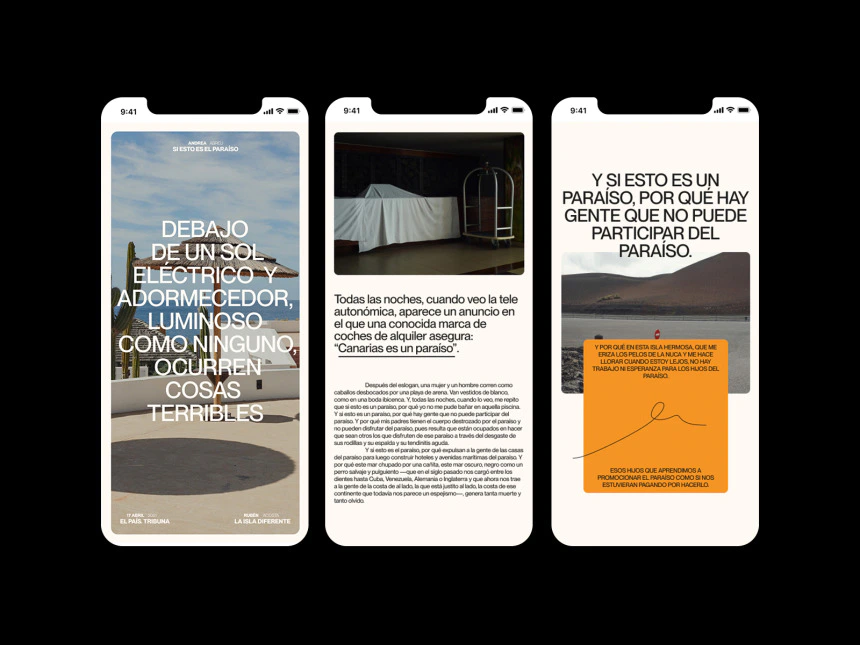 9:41
ANDREA ABREU
SI ESTO ES EL PARAÍSO
DEBAJO
DE UN SOL
ELÉCTRICO Y
ADORMECEDOR,
LUMINOSO
COMO NINGUNO,
OCURREN
COSAS
TERRIBLES
17 ABRIL
EL PAÍS. TRIBUNA
LA ISLA DIFERENTE
9:41
Todas las noches, cuando veo la tele
autonómica, aparece un anuncio en
el que una conocida marca de
coches de alquiler asegura:
“Canarias es un paraíso”.
Después del eslogan, una mujer y un hombre corren como
caballos desbocados por una playa de arena. Van vestidos de blanco,
como en una boda ibicenca. Y, todas las noches, cuando lo veo, me repito
que si esto es un paraíso, por qué yo no me pude bañar en aquella piscina.
Y si esto es un paraíso, por qué hay gente que no puede participar del
paraíso. Y por qué mis padres tienen el cuerpo destrozado por el paraíso y
no pueden disfrutar del paraíso, pues resulta que están ocupados en hacer
que sean otros los que disfruten de ese paraíso a través del desgaste de
sus rodillas y su espalda y su tendinitis aguda.
Y si esto es el paraíso, por qué expulsan a la gente de las casas
del paraíso para luego construir hoteles y avenidas marítimas del paraíso. Y
por qué este mar chupado por una cañita, este mar oscuro, negro como un
perro salvaje y pulguiento —que en el siglo pasado nos cargó entre los
dientes hasta Cuba, Venezuela, Alemania o Inglaterra y que ahora nos trae
a la gente de la costa de al lado, la que está justito al lado, la costa de ese
continente que todavía nos parece un espejismo—, genera tanta muerte y
tanto olvido.
9:41
Y SI ESTO ES UN
PARAÍSO, POR QUÉ HAY
GENTE QUE NO PUEDE
PARTICIPAR DEL
PARAÍSO.
Y POR QUÉ EN ESTA ISLA HERMOSA, QUE ME
ERIZA LOS PELOS DE LA NUCA Y ME HACE
LLORAR CUANDO ESTOY LEJOS, NO HAY
TRABAJO NI ESPERANZA PARA LOS HIJOS DEL
PARAÍSO.
ESOS HIJOS QUE APRENDIMOS A
PROMOCIONAR EL PARAÍSO COMO SI NOS
ESTUVIERAN PAGANDO POR HACERLO.